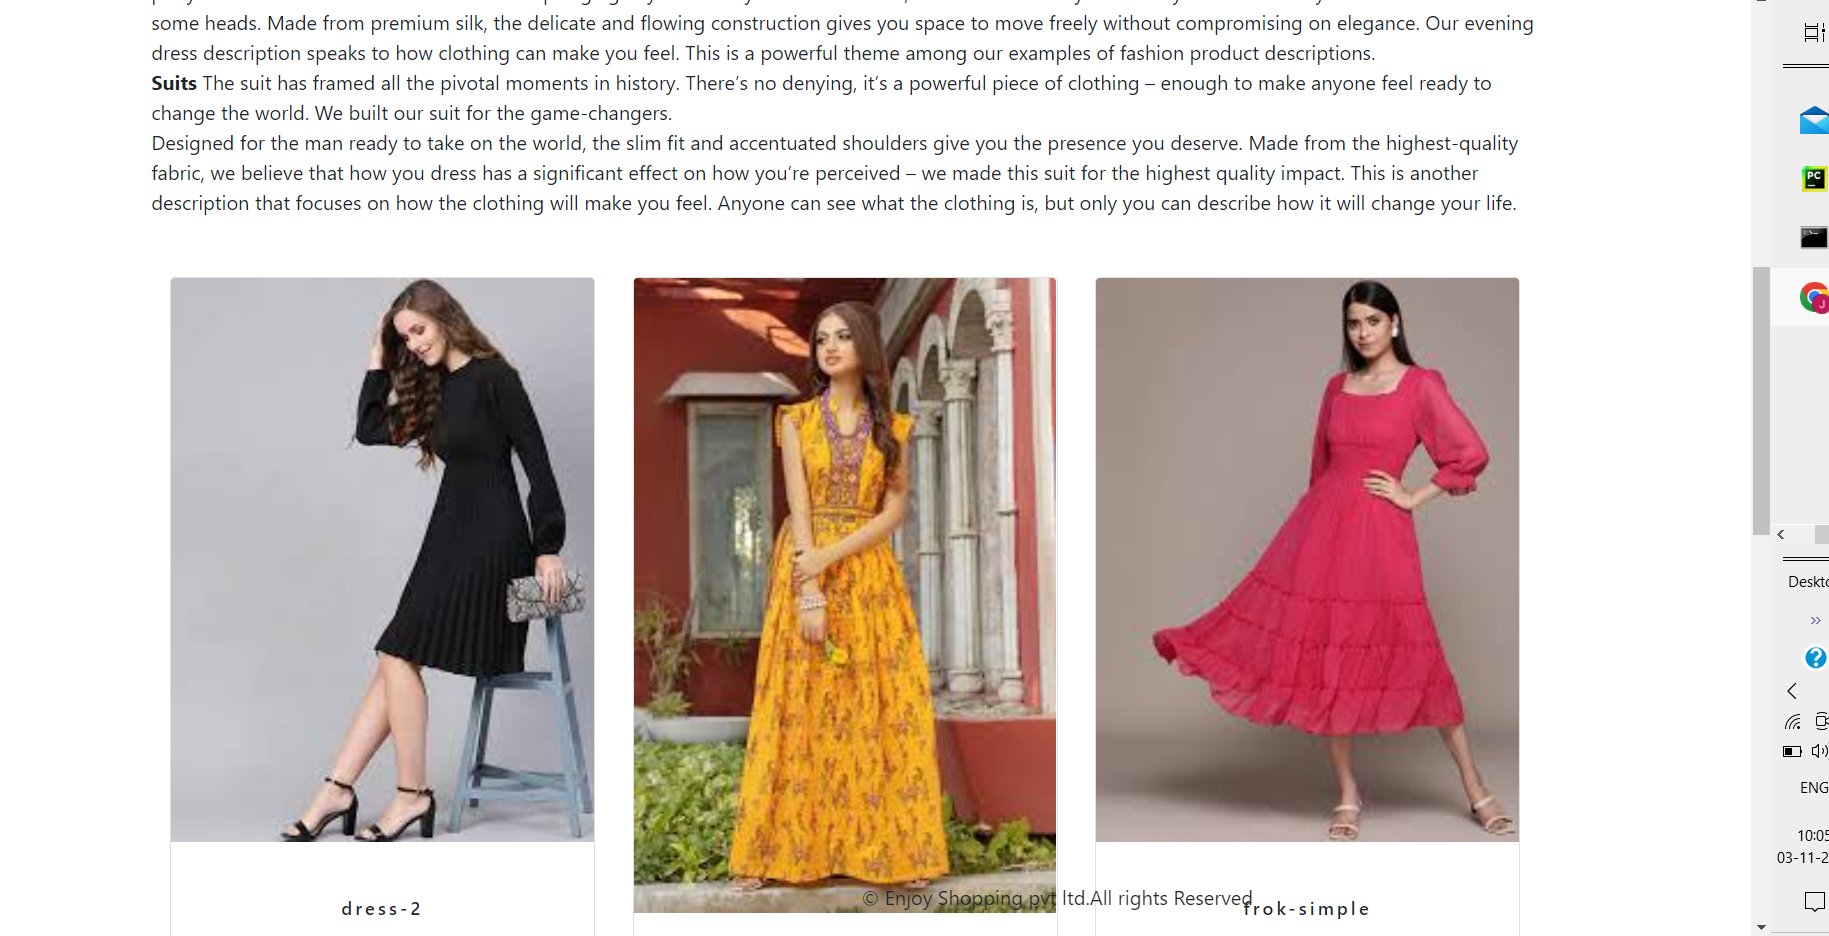 some heads. Made from premium silk, the delicate and flowing construction gives you space to move freely without compromising on elegance. Our evening
dress description speaks to how clothing can make you feel. This is a powerful theme among our examples of fashion product descriptions.
Suits The suit has framed all the pivotal moments in history. There’s no denying, it’s a powerful piece of clothing – enough to make anyone feel ready to
change the world. We built our suit for the game-changers.
Designed for the man ready to take on the world, the slim fit and accentuated shoulders give you the presence you deserve. Made from the highest-quality
fabric, we believe that how you dress has a significant effect on how you’re perceived – we made this suit for the highest quality impact. This is another
description that focuses on how the clothing will make you feel. Anyone can see what the clothing is, but only you can describe how it will change your life.
dress-2
© Enjoy Shopping pvt ltd.All rights Reserved
frok-simple
PC
J
Deskto
»
?
ENG
10:05
03-11-2